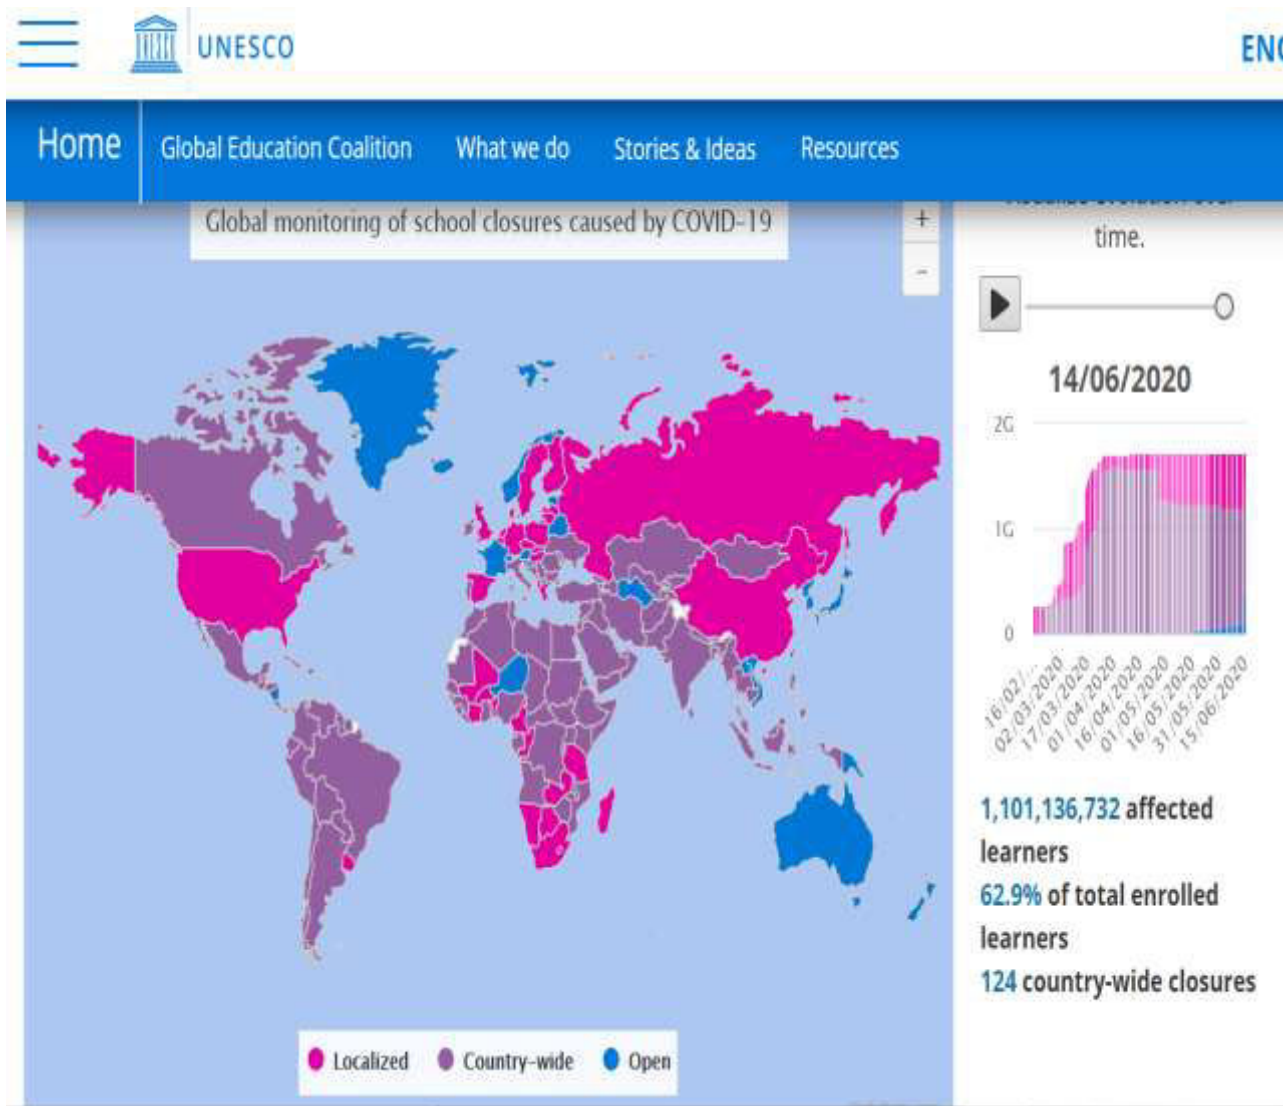 UNESCO
ENG
Home
Global Education Coalition
What we do
Stories & Ideas
Resources
Global monitoring of school closures caused by COVID-19
+
-
time.
14/06/2020
2G
1G
0
16/02/...
02/03/2020
17/03/2020
01/04/2020
16/04/2020
01/05/2020
16/05/2020
31/05/2020
15/06/2020
1,101,136,732 affected
learners
62.9% of total enrolled
learners
124 country-wide closures
Localized
Country-wide
Open